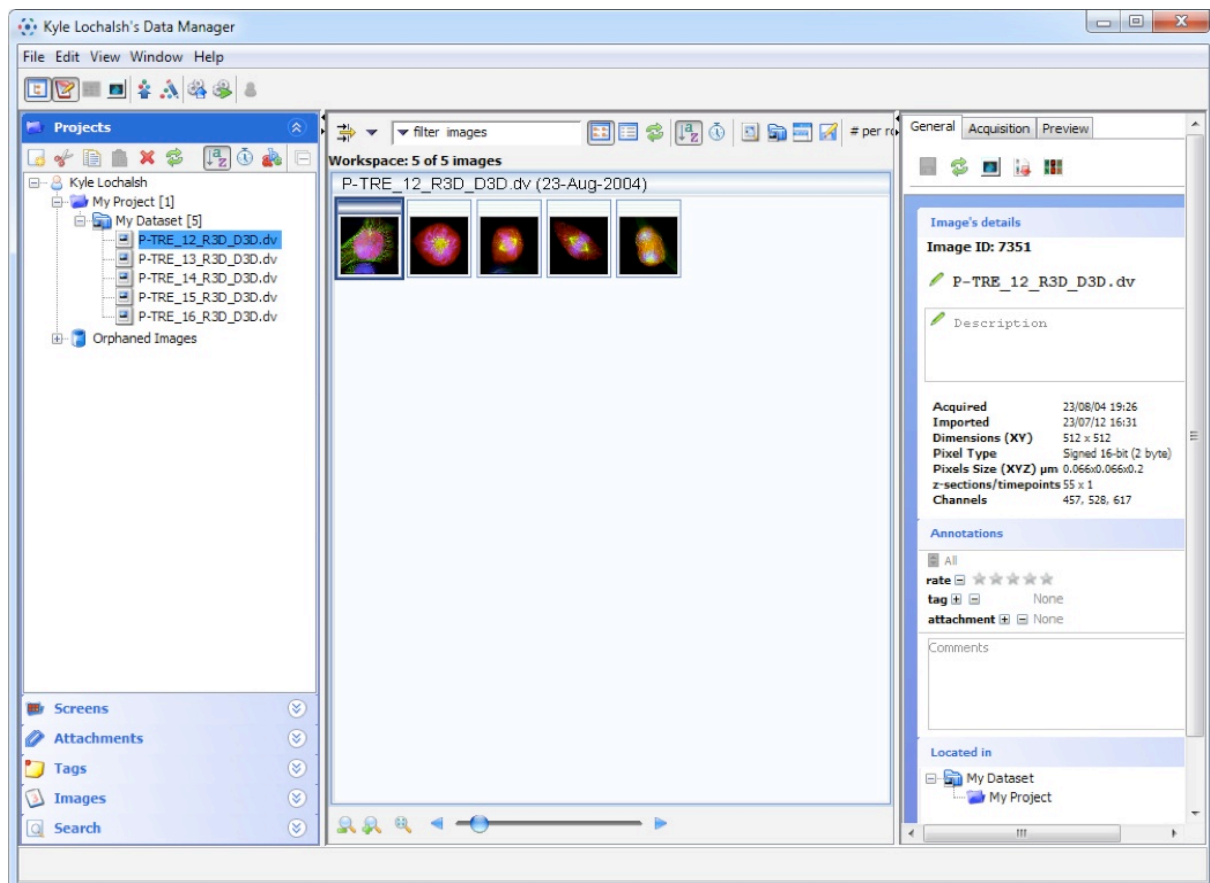 Kyle Lochalsh's Data Manager
File Edit View Window Help
Projects
Kyle Lochalsh
My Project [1]
My Dataset [5]
P-TRE_12_R3D_D3D.dv
P-TRE_13_R3D_D3D.dv
P-TRE_14_R3D_D3D.dv
P-TRE_15_R3D_D3D.dv
P-TRE_16_R3D_D3D.dv
Orphaned Images
Screens
Attachments
Tags
Images
Search
filter images
# per ro
Workspace: 5 of 5 images
P-TRE_12_R3D_D3D.dv (23-Aug-2004)
General Acquisition Preview
Image's details
Image ID: 7351
P-TRE_12_R3D_D3D.dv
Description
Acquired 23/08/04 19:26
Imported 23/07/12 16:31
Dimensions (XY) 512 x 512
Pixel Type Signed 16-bit (2 byte)
Pixels Size (XYZ) µm 0.066x0.066x0.2
z-sections/timepoints 55 x 1
Channels 457, 528, 617
Annotations
All
rate
tag None
attachment None
Comments
Located in
My Dataset
My Project